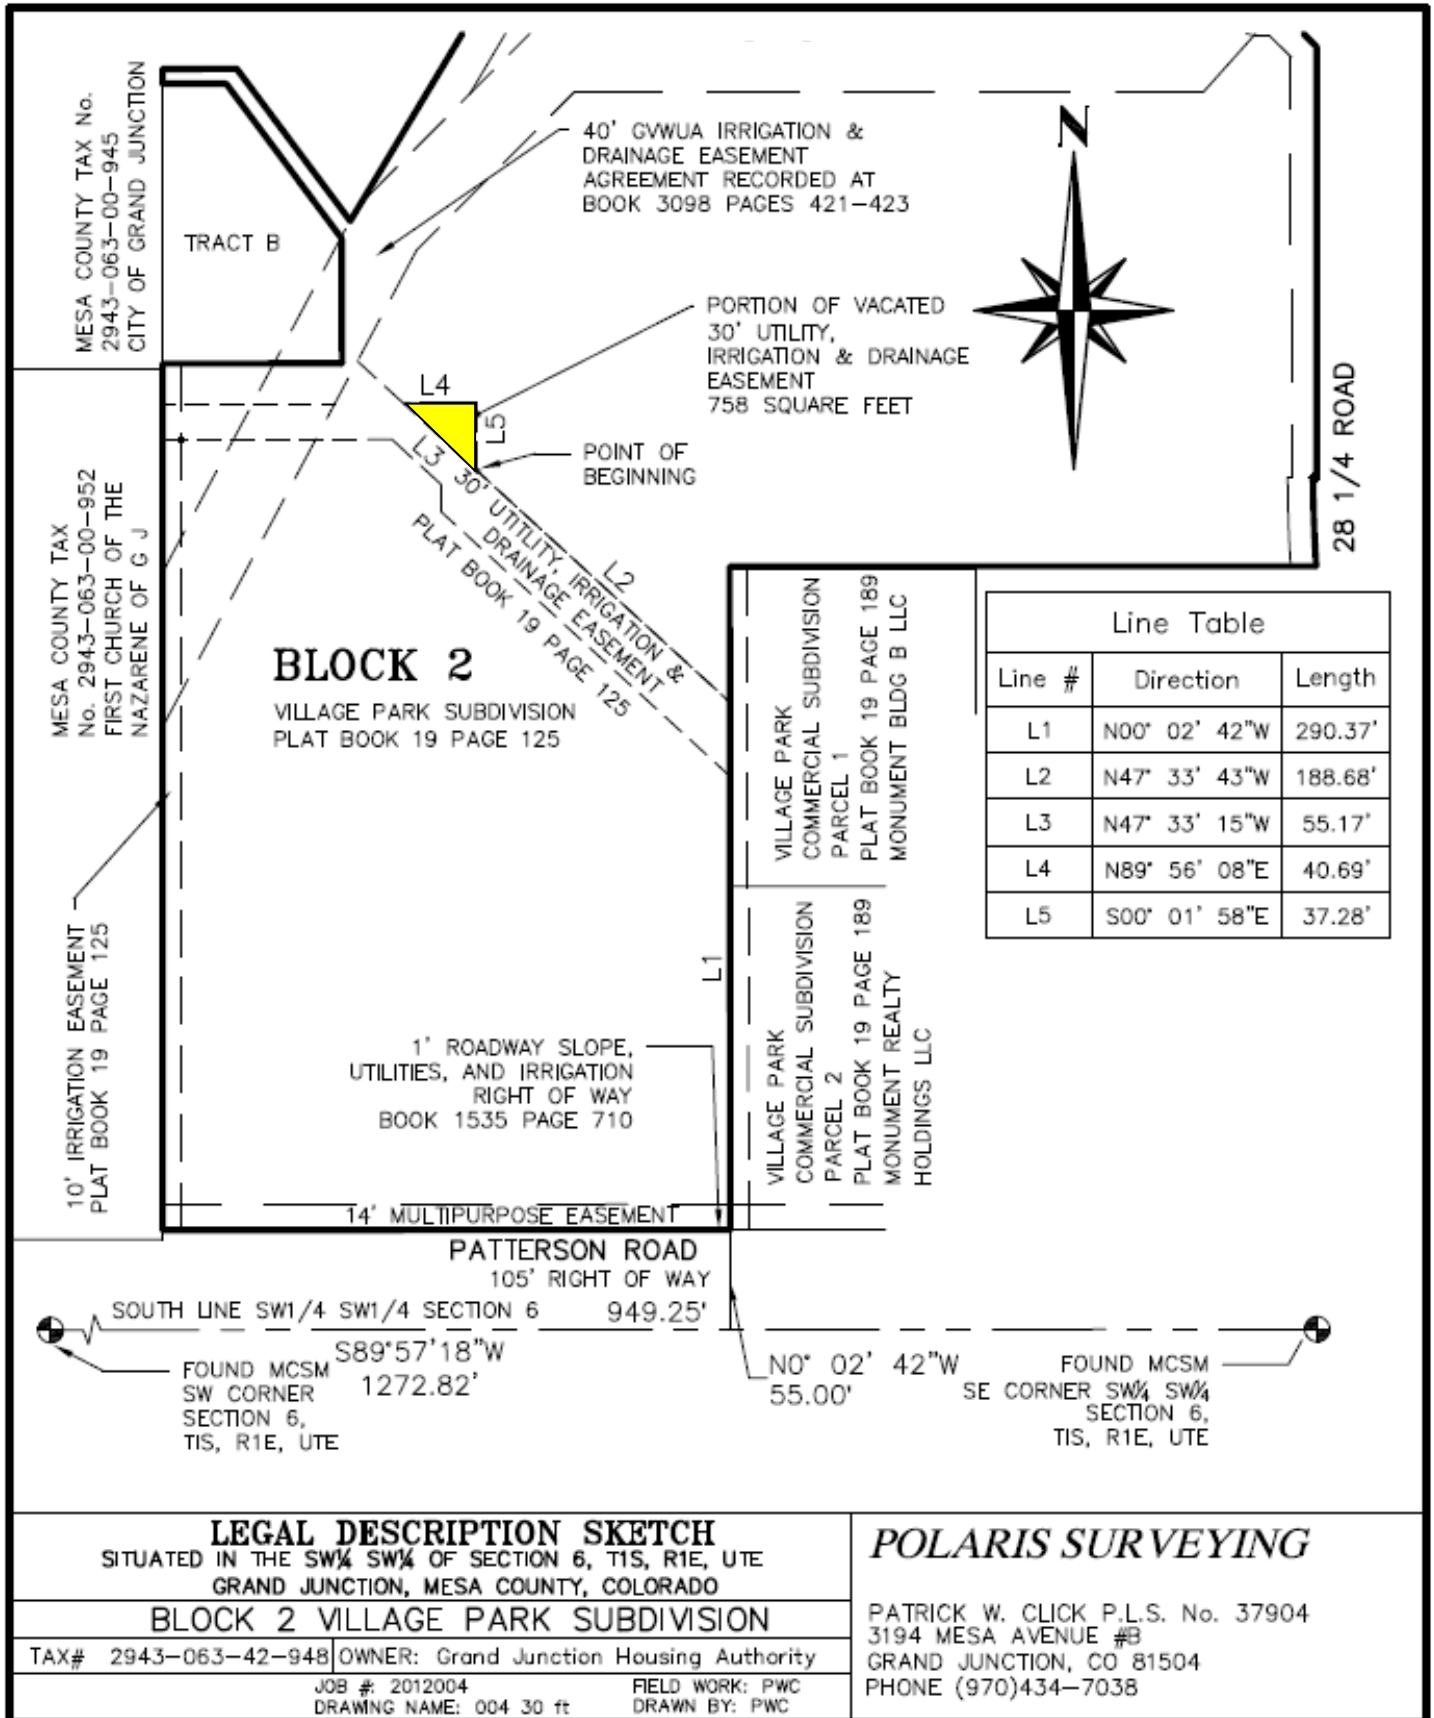 MESA COUNTY TAX No.
2943-063-00-945
CITY OF GRAND JUNCTION
TRACT B
40' GVWUA IRRIGATION &
DRAINAGE EASEMENT
AGREEMENT RECORDED AT
BOOK 3098 PAGES 421-423
N
PORTION OF VACATED
30' UTILITY,
IRRIGATION & DRAINAGE
EASEMENT
758 SQUARE FEET
L4
L5
L3
POINT OF
BEGINNING
28 1/4 ROAD
MESA COUNTY TAX
No. 2943-063-00-952
FIRST CHURCH OF THE
NAZARENE OF G J
30' UTITLITY, IRRIGATION &
DRAINAGE EASEMENT
PLAT BOOK 19 PAGE 125
L2
BLOCK 2
VILLAGE PARK SUBDIVISION
PLAT BOOK 19 PAGE 125
VILLAGE PARK
COMMERCIAL SUBDIVISION
PARCEL 1
PLAT BOOK 19 PAGE 189
MONUMENT BLDG B LLC
Line Table
Line # Direction Length
L1 N00° 02' 42"W 290.37'
L2 N47° 33' 43"W 188.68'
L3 N47° 33' 15"W 55.17'
L4 N89° 56' 08"E 40.69'
L5 S00° 01' 58"E 37.28'
10' IRRIGATION EASEMENT
PLAT BOOK 19 PAGE 125
L1
VILLAGE PARK
COMMERCIAL SUBDIVISION
PARCEL 2
PLAT BOOK 19 PAGE 189
MONUMENT REALTY
HOLDINGS LLC
1' ROADWAY SLOPE,
UTILITIES, AND IRRIGATION
RIGHT OF WAY
BOOK 1535 PAGE 710
14' MULTIPURPOSE EASEMENT
PATTERSON ROAD
105' RIGHT OF WAY
SOUTH LINE SW1/4 SW1/4 SECTION 6 949.25'
S89°57'18"W
1272.82'
FOUND MCSM
SW CORNER
SECTION 6,
TIS, R1E, UTE
N0° 02' 42"W
55.00'
FOUND MCSM
SE CORNER SW¼ SW¼
SECTION 6,
TIS, R1E, UTE
LEGAL DESCRIPTION SKETCH
SITUATED IN THE SW¼ SW¼ OF SECTION 6, T1S, R1E, UTE
GRAND JUNCTION, MESA COUNTY, COLORADO
BLOCK 2 VILLAGE PARK SUBDIVISION
TAX# 2943-063-42-948 OWNER: Grand Junction Housing Authority
JOB #: 2012004 FIELD WORK: PWC
DRAWING NAME: 004 30 ft DRAWN BY: PWC
POLARIS SURVEYING
PATRICK W. CLICK P.L.S. No. 37904
3194 MESA AVENUE #B
GRAND JUNCTION, CO 81504
PHONE (970)434-7038